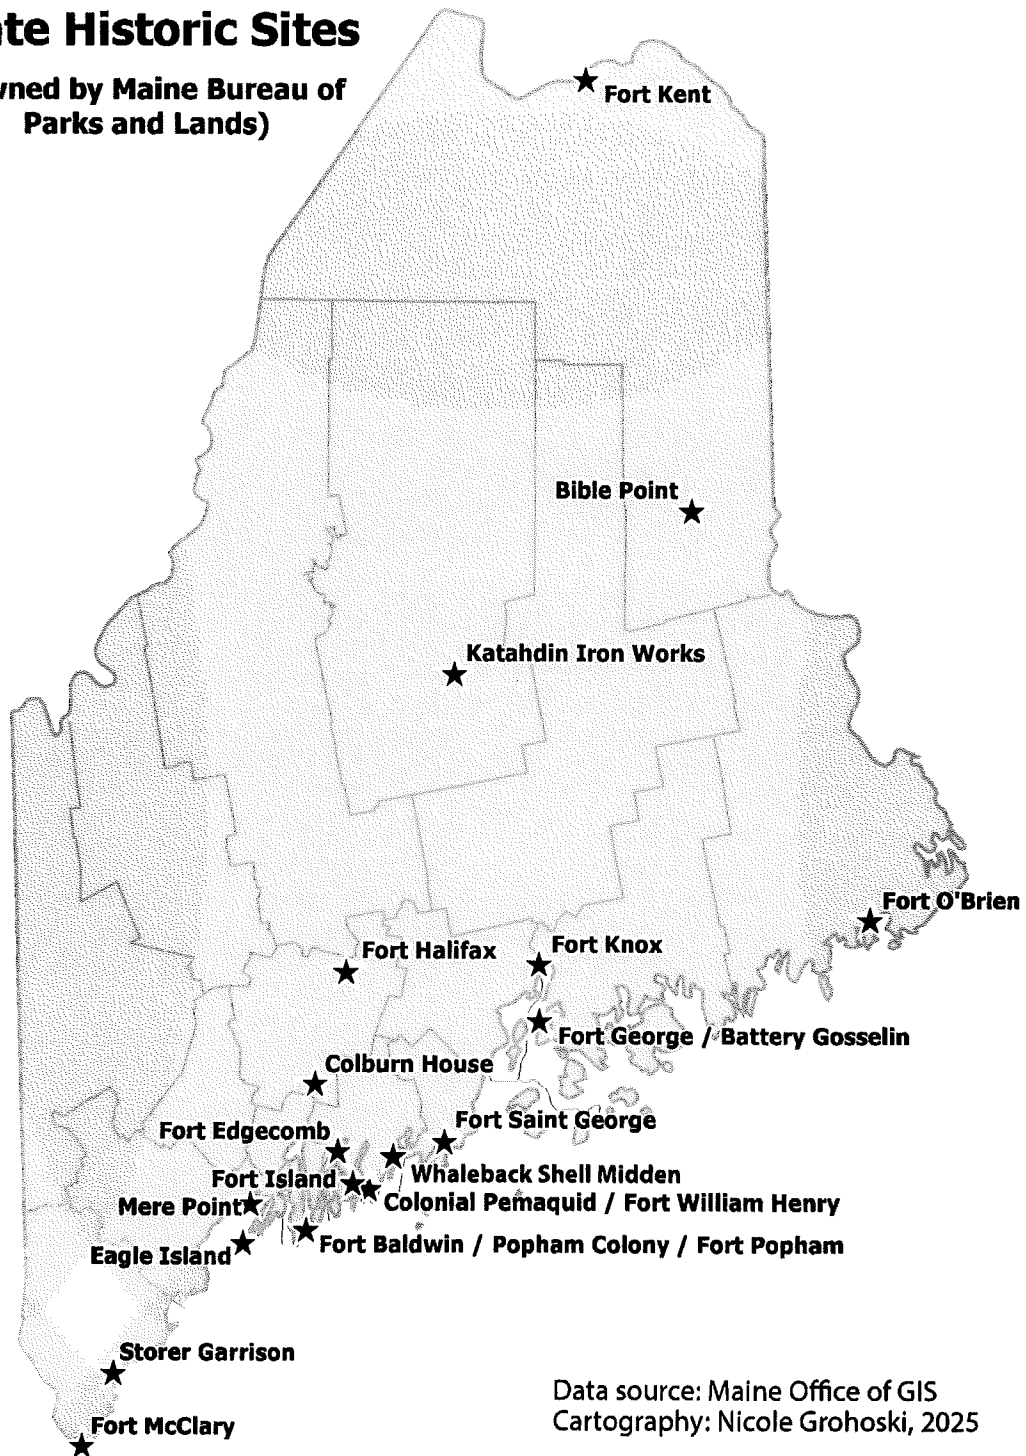 te Historic Sites
ned by Maine Bureau of
Parks and Lands)
Fort Kent
Bible Point
Katahdin Iron Works
Fort O'Brien
Fort Halifax
Fort Knox
Fort George / Battery Gosselin
Colburn House
Fort Saint George
Fort Edgecomb
Whaleback Shell Midden
Fort Island
Colonial Pemaquid / Fort William Henry
Mere Point
Fort Baldwin / Popham Colony / Fort Popham
Eagle Island
Storer Garrison
Data source: Maine Office of GIS
Cartography: Nicole Grohoski, 2025
Fort McClary